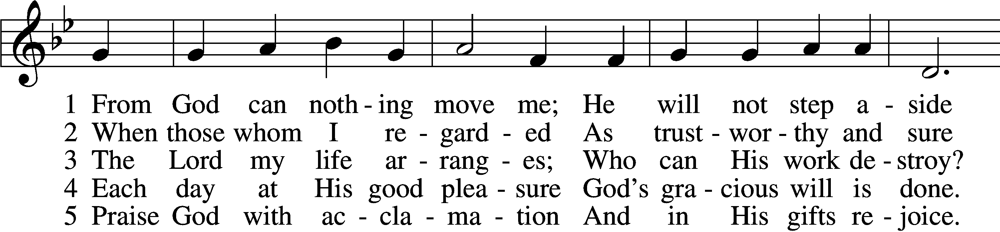 1 From God can noth - ing move me; He will not step a - side
2 When those whom I re - gard - ed As trust - wor - thy and sure
3 The Lord my life ar - rang - es; Who can His work de - stroy?
4 Each day at His good plea - sure God's gra - cious will is done.
5 Praise God with ac - cla - ma - tion And in His gifts re - joice.